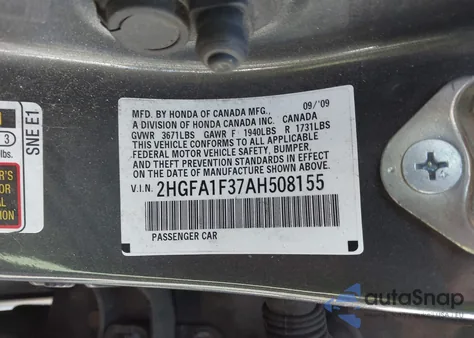 09/'09
MFD. BY HONDA OF CANADA MFG.,
A DIVISION OF HONDA CANADA INC. CANADA
GVWR 3671LBS GAWR F 1940LBS R 1731LBS
THIS VEHICLE CONFORMS TO ALL APPLICABLE
FEDERAL MOTOR VEHICLE SAFETY, BUMPER,
AND THEFT PREVENTION STANDARDS IN EFFECT
ON THE DATE OF MANUFACTURE SHOWN ABOVE.
V.I.N. 2HGFA1F37AH508155
PASSENGER CAR
SNE E1
3
lbs.
autoSnap